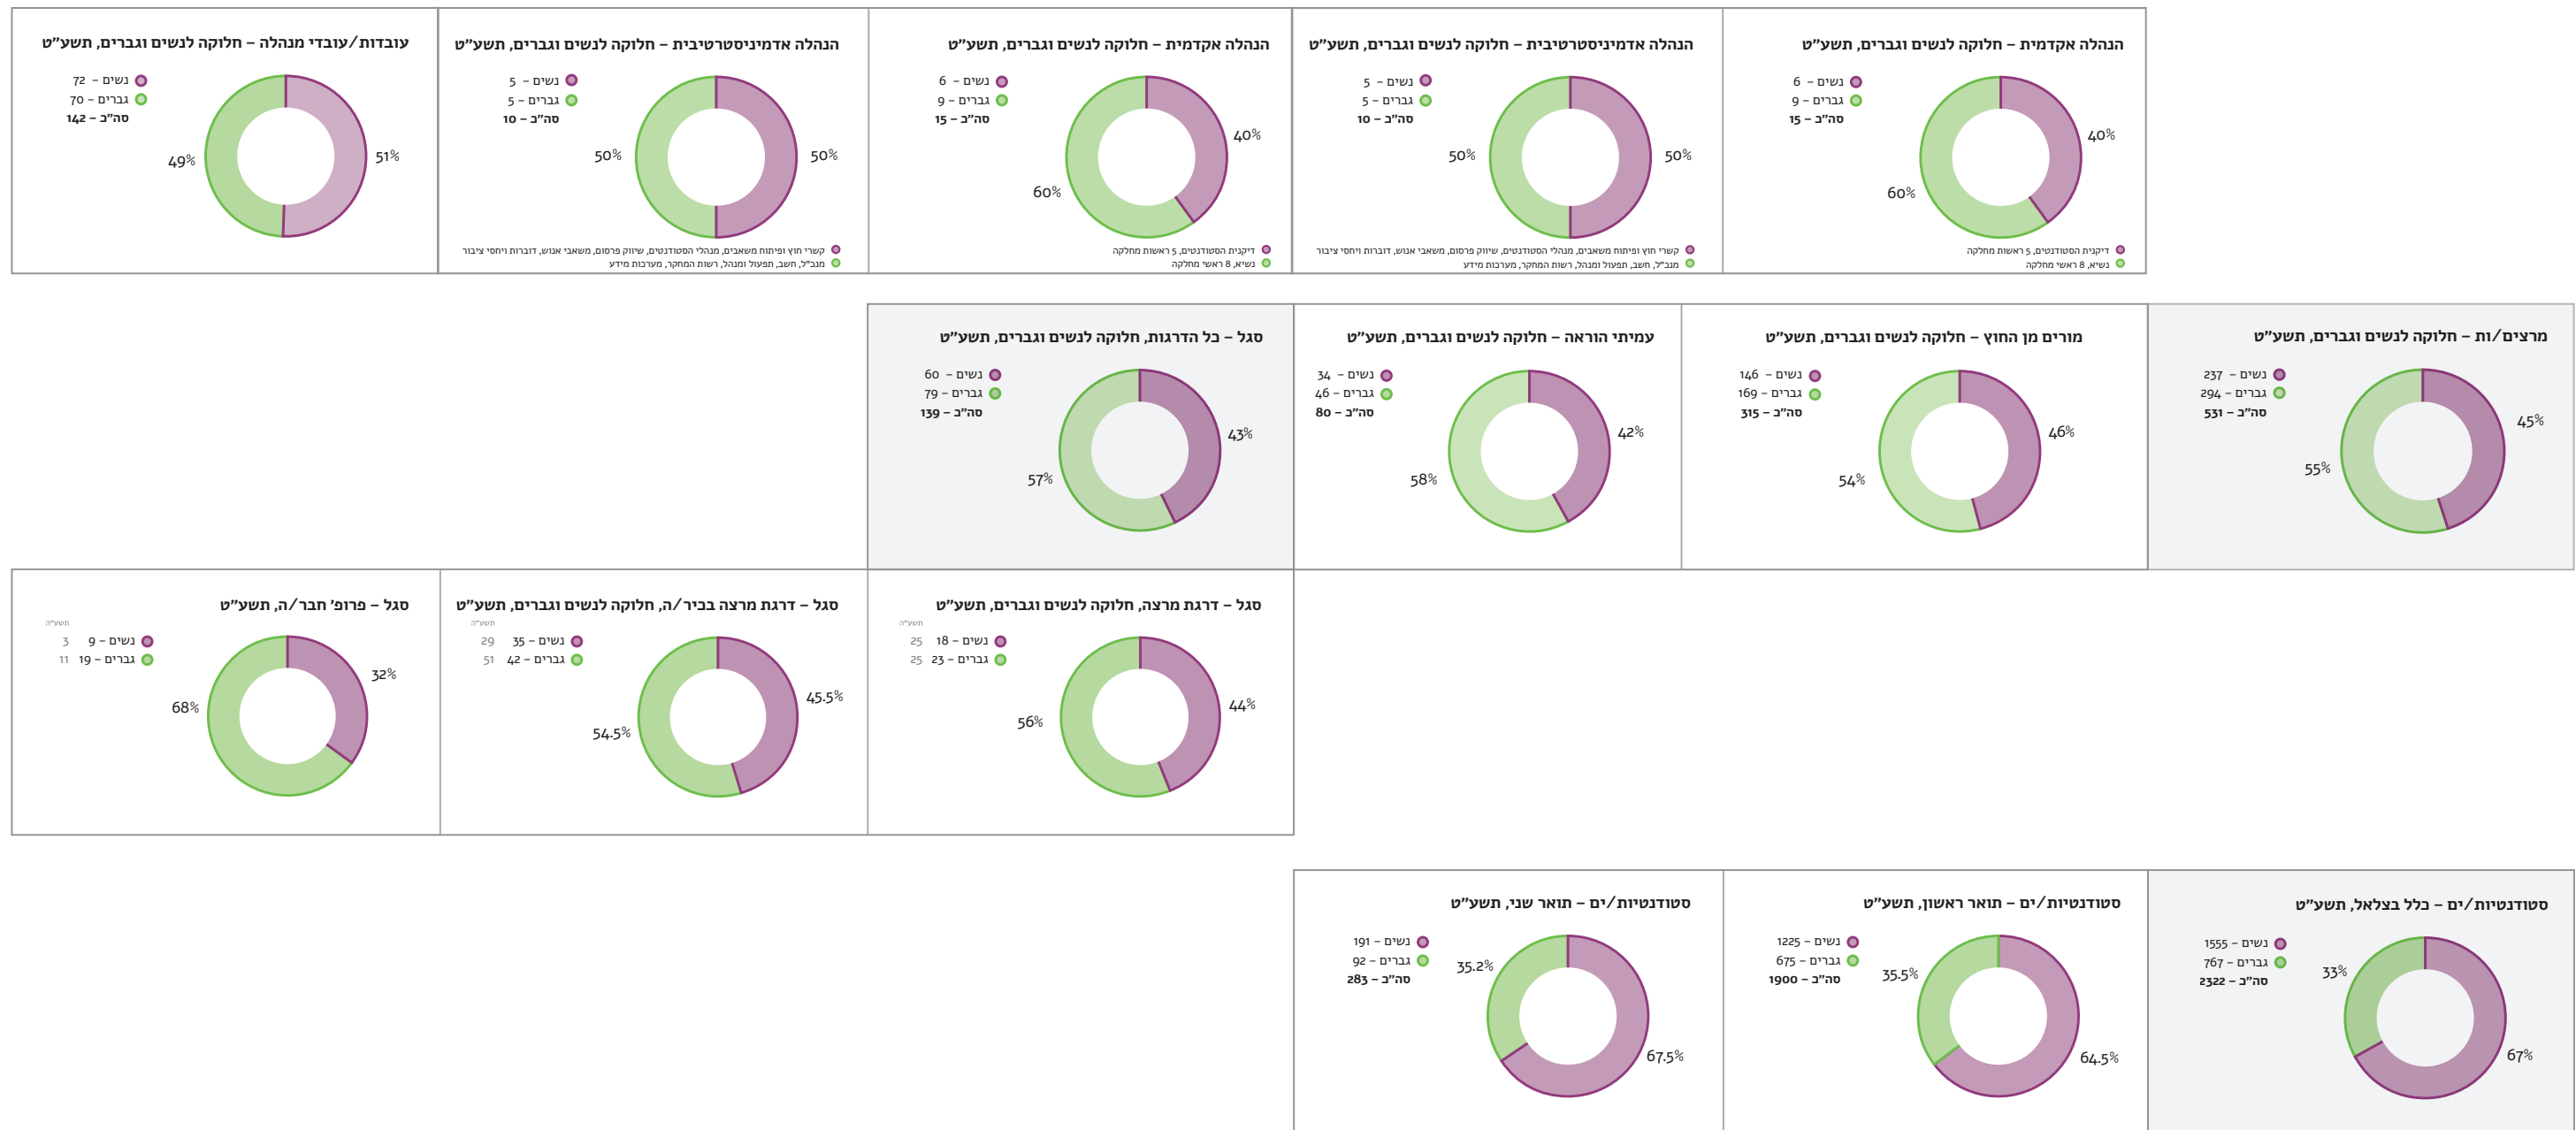 הנהלה אקדמית – חלוקה לנשים וגברים, תשע״ט
נשים – 6
גברים – 9
סה״כ – 15
40%
60%
דיקנית הסטודנטים, 5 ראשות מחלקה
נשיא, 8 ראשי מחלקה
הנהלה אדמיניסטרטיבית – חלוקה לנשים וגברים, תשע״ט
נשים – 5
גברים – 5
סה״כ – 10
50%
50%
קשרי חוץ ופיתוח משאבים, מנהלי הסטודנטים, שיווק פרסום, משאבי אנוש, דוברות ויחסי ציבור
מנכ״ל, חשב, תפעול ומנהל, רשות המחקר, מערכות מידע
הנהלה אקדמית – חלוקה לנשים וגברים, תשע״ט
נשים – 6
גברים – 9
סה״כ – 15
40%
60%
דיקנית הסטודנטים, 5 ראשות מחלקה
נשיא, 8 ראשי מחלקה
הנהלה אדמיניסטרטיבית – חלוקה לנשים וגברים, תשע״ט
נשים – 5
גברים – 5
סה״כ – 10
50%
50%
קשרי חוץ ופיתוח משאבים, מנהלי הסטודנטים, שיווק פרסום, משאבי אנוש, דוברות ויחסי ציבור
מנכ״ל, חשב, תפעול ומנהל, רשות המחקר, מערכות מידע
עובדות/עובדי מנהלה – חלוקה לנשים וגברים, תשע״ט
נשים – 72
גברים – 70
סה״כ – 142
51%
49%
מרצים/ות – חלוקה לנשים וגברים, תשע״ט
נשים – 237
גברים – 294
סה״כ – 531
45%
55%
מורים מן החוץ – חלוקה לנשים וגברים, תשע״ט
נשים – 146
גברים – 169
סה״כ – 315
46%
54%
עמיתי הוראה – חלוקה לנשים וגברים, תשע״ט
נשים – 34
גברים – 46
סה״כ – 80
42%
58%
סגל – כל הדרגות, חלוקה לנשים וגברים, תשע״ט
נשים – 60
גברים – 79
סה״כ – 139
43%
57%
סגל – דרגת מרצה, חלוקה לנשים וגברים, תשע״ט
תשע״ה
נשים – 18 25
גברים – 23 25
44%
56%
סגל – דרגת מרצה בכיר/ה, חלוקה לנשים וגברים, תשע״ט
תשע״ה
נשים – 35 29
גברים – 42 51
45.5%
54.5%
סגל – פרופ׳ חבר/ה, תשע״ט
תשע״ה
נשים – 9 3
גברים – 19 11
32%
68%
סטודנטיות/ים – כלל בצלאל, תשע״ט
נשים – 1555
גברים – 767
סה״כ – 2322
33%
67%
סטודנטיות/ים – תואר ראשון, תשע״ט
נשים – 1225
גברים – 675
סה״כ – 1900
35.5%
64.5%
סטודנטיות/ים – תואר שני, תשע״ט
נשים – 191
גברים – 92
סה״כ – 283
35.2%
67.5%